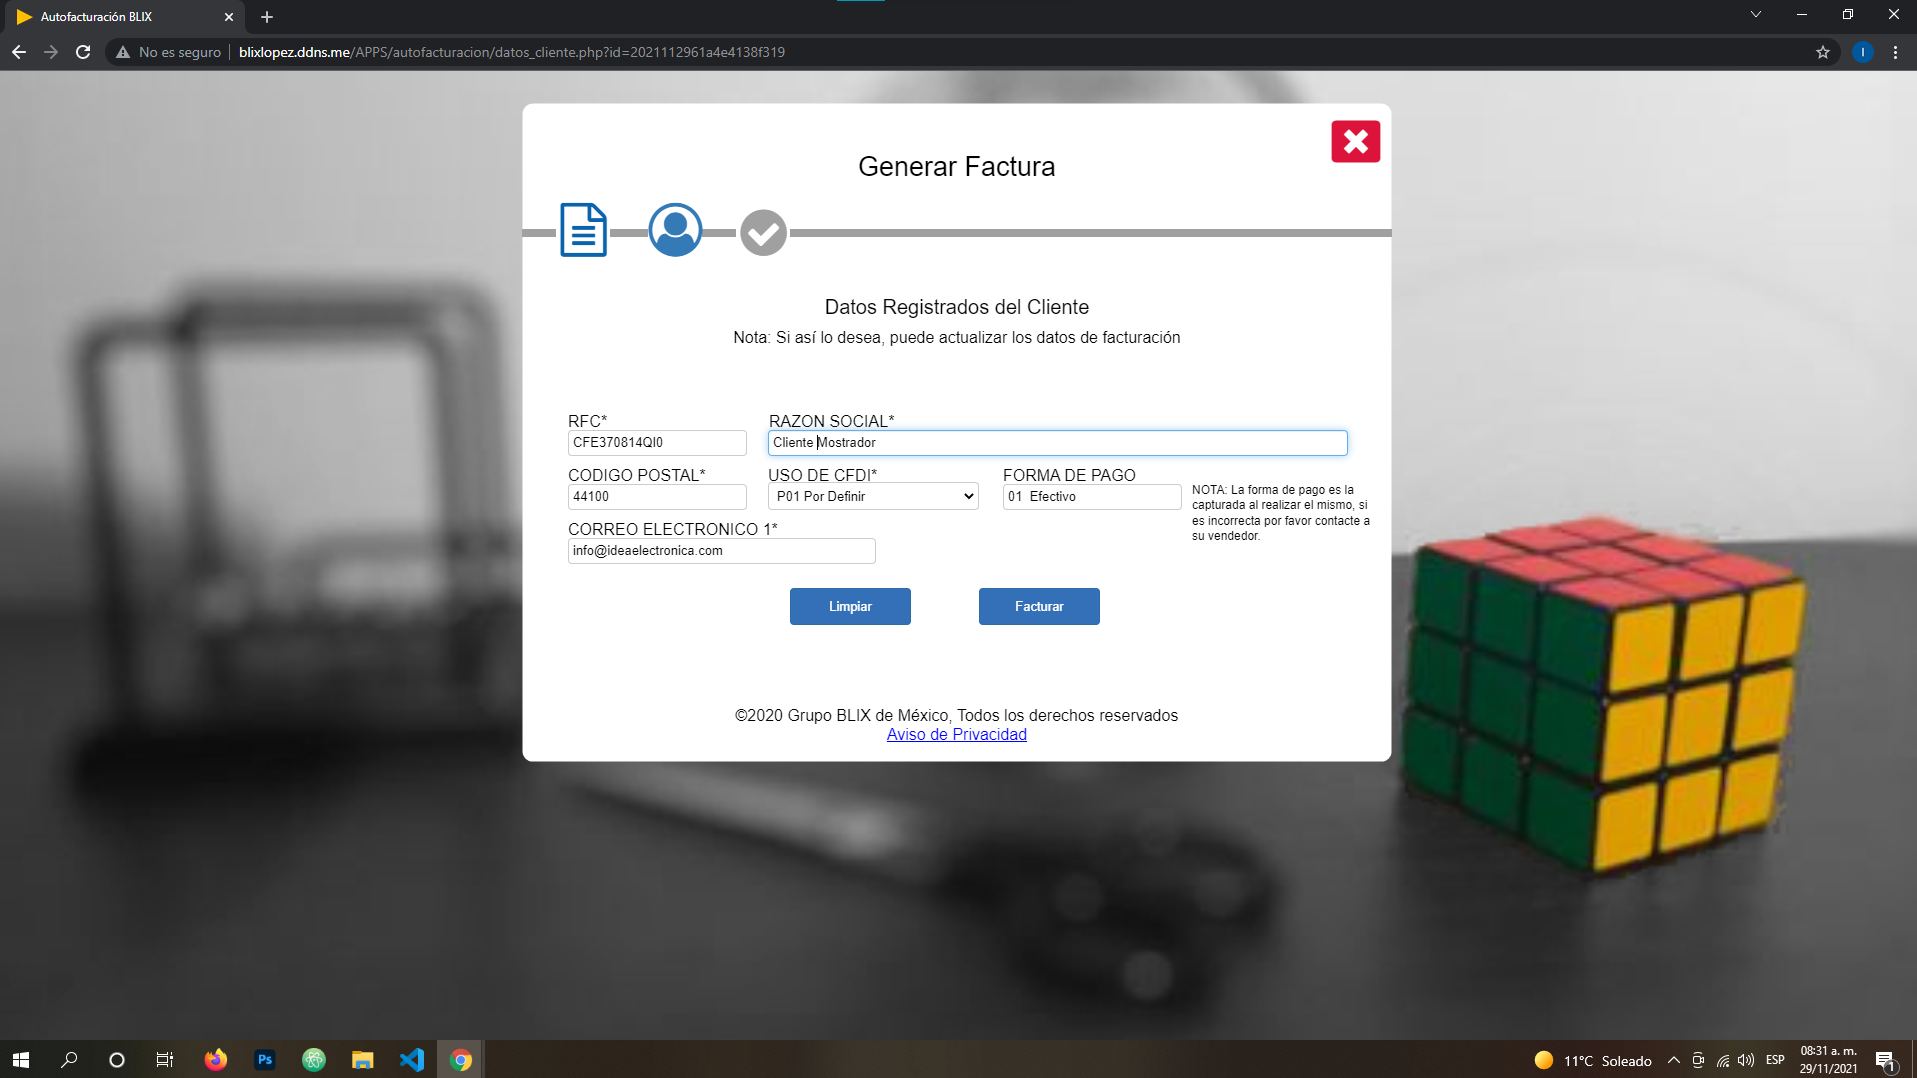 Autofacturación BLIX
No es seguro
blixlopez.ddns.me/APPS/autofacturacion/datos_cliente.php?id=2021112961a4e4138f319
I
Generar Factura
Datos Registrados del Cliente
Nota: Si así lo desea, puede actualizar los datos de facturación
RFC*
RAZON SOCIAL*
CFE370814QI0
Cliente Mostrador
CODIGO POSTAL*
USO DE CFDI*
FORMA DE PAGO
44100
P01 Por Definir
01 Efectivo
NOTA: La forma de pago es la
capturada al realizar el mismo, si
es incorrecta por favor contacte a
su vendedor.
CORREO ELECTRONICO 1*
info@ideaelectronica.com
Limpiar
Facturar
©2020 Grupo BLIX de México, Todos los derechos reservados
Aviso de Privacidad
Ps
11°C Soleado
ESP
08:31 a. m.
29/11/2021
1